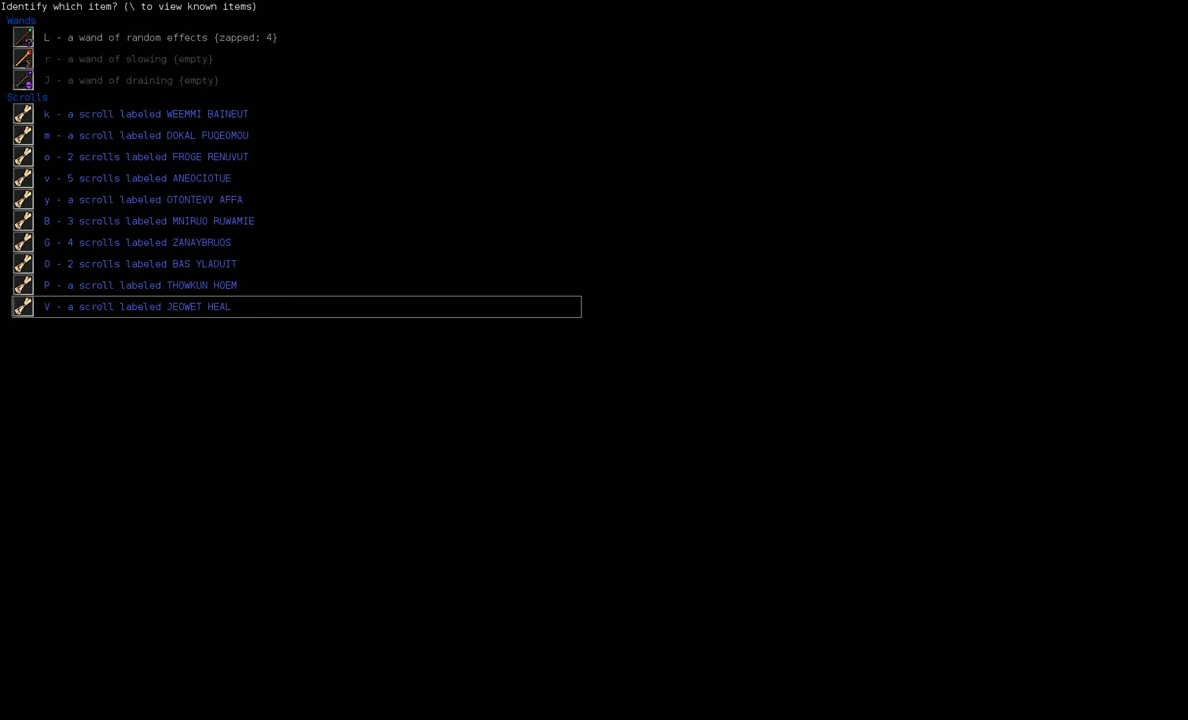 Identify which item? (\ to view known items)
Wands
L - a wand of random effects {zapped: 4}
r - a wand of slowing {empty}
J - a wand of draining {empty}
Scrolls
k - a scroll labeled WEEMMI BAINEUT
m - a scroll labeled DOKAL FUQEOMOU
o - 2 scrolls labeled FROGE RENUVUT
v - 5 scrolls labeled ANEOCIOTUE
y - a scroll labeled OTONTEVV AFFA
B - 3 scrolls labeled MNIRUO RUWAMIE
G - 4 scrolls labeled ZANAYBRUOS
O - 2 scrolls labeled BAS YLADUIT
P - a scroll labeled THOWKUN HOEM
V - a scroll labeled JEOWET HEAL